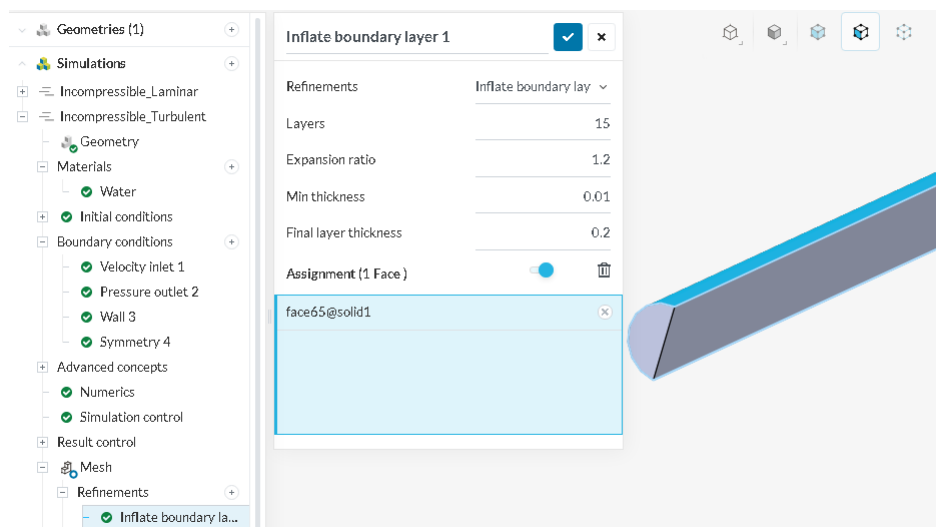 Geometries (1)
Simulations
Incompressible_Laminar
Incompressible_Turbulent
Geometry
Materials
Water
Initial conditions
Boundary conditions
Velocity inlet 1
Pressure outlet 2
Wall 3
Symmetry 4
Advanced concepts
Numerics
Simulation control
Result control
Mesh
Refinements
Inflate boundary la...
Inflate boundary layer 1
Refinements Inflate boundary lay
Layers 15
Expansion ratio 1.2
Min thickness 0.01
Final layer thickness 0.2
Assignment (1 Face )
face65@solid1